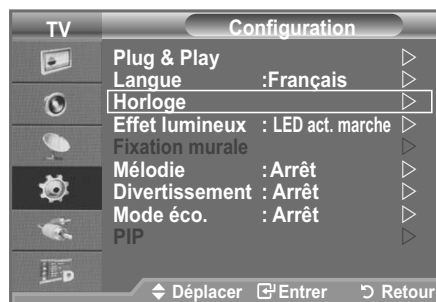 TV
Configuration
Plug & Play
Langue :Français
Horloge
Effet lumineux : LED act. marche
Fixation murale
Mélodie : Arrêt
Divertissement : Arrêt
Mode éco. : Arrêt
PIP
Déplacer Entrer Retour